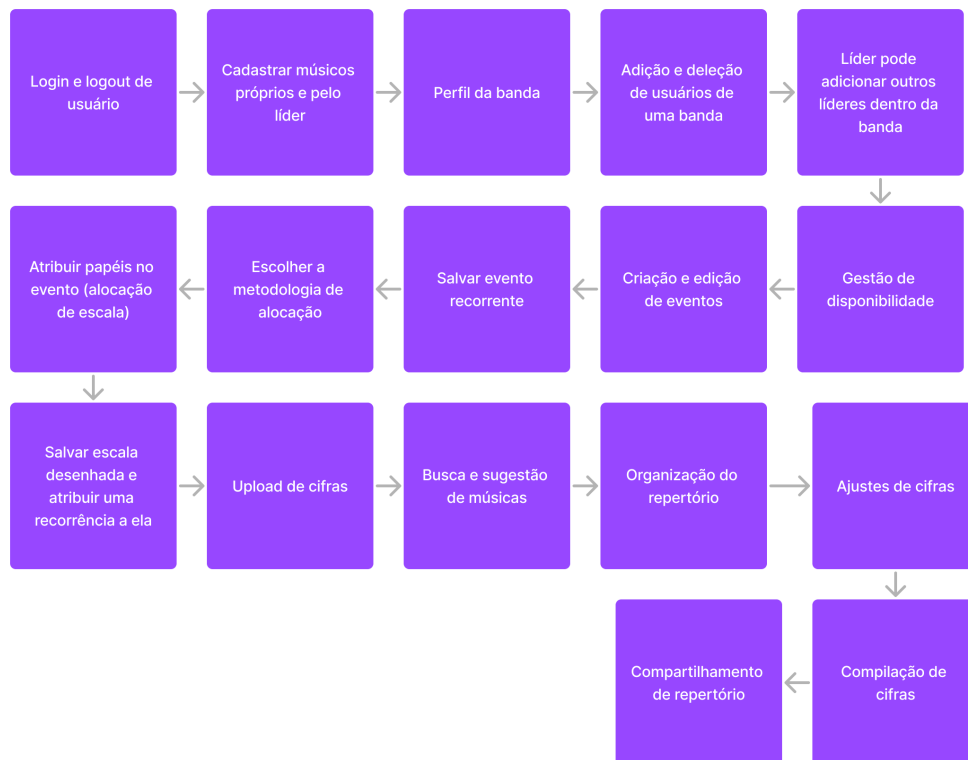 Login e logout de
usuário
Cadastrar músicos
próprios e pelo
líder
Perfil da banda
Adição e deleção
de usuários de
uma banda
Líder pode
adicionar outros
líderes dentro da
banda
Gestão de
disponibilidade
Criação e edição
de eventos
Salvar evento
recorrente
Escolher a
metodologia de
alocação
Atribuir papéis no
evento (alocação
de escala)
Salvar escala
desenhada e
atribuir uma
recorrência a ela
Upload de cifras
Busca e sugestão
de músicas
Organização do
repertório
Ajustes de cifras
Compilação de
cifras
Compartilhamento
de repertório